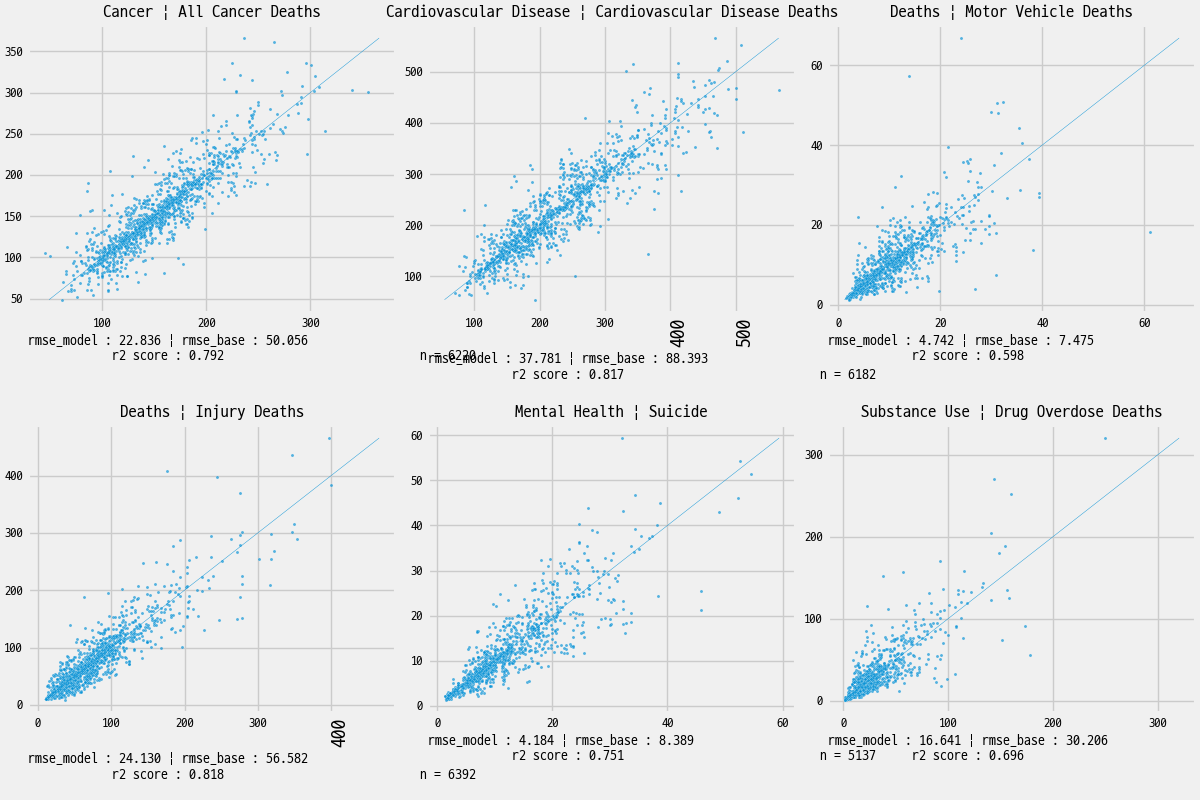 Cancer ¦ All Cancer Deaths
350
300
250
200
150
100
50
100 200 300
rmse_model : 22.836 ¦ rmse_base : 50.056
r2 score : 0.792
Cardiovascular Disease ¦ Cardiovascular Disease Deaths
500
400
300
200
100
100 200 300 400 500
n = 6220
rmse_model : 37.781 ¦ rmse_base : 88.393
r2 score : 0.817
Deaths ¦ Motor Vehicle Deaths
60
40
20
0
0 20 40 60
rmse_model : 4.742 ¦ rmse_base : 7.475
r2 score : 0.598
n = 6182
Deaths ¦ Injury Deaths
400
300
200
100
0
0 100 200 300 400
rmse_model : 24.130 ¦ rmse_base : 56.582
r2 score : 0.818
Mental Health ¦ Suicide
60
50
40
30
20
10
0
0 20 40 60
rmse_model : 4.184 ¦ rmse_base : 8.389
r2 score : 0.751
n = 6392
Substance Use ¦ Drug Overdose Deaths
300
200
100
0
0 100 200 300
rmse_model : 16.641 ¦ rmse_base : 30.206
n = 5137 r2 score : 0.696